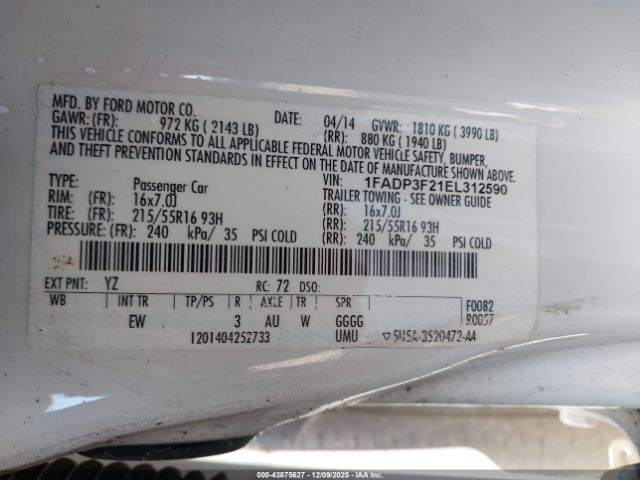 MFD. BY FORD MOTOR CO. DATE: 04/14 GVWR: 1810 KG ( 3990 LB)
GAWR: (FR): 972 KG ( 2143 LB) (RR): 880 KG ( 1940 LB)
THIS VEHICLE CONFORMS TO ALL APPLICABLE FEDERAL MOTOR VEHICLE SAFETY, BUMPER,
AND THEFT PREVENTION STANDARDS IN EFFECT ON THE DATE OF MANUFACTURE SHOWN ABOVE.
TYPE: Passenger Car VIN: 1FADP3F21EL312590
RIM: (FR): 16x7.0J TRAILER TOWING - SEE OWNER GUIDE
(RR): 16x7.0J
TIRE: (FR): 215/55R16 93H (RR): 215/55R16 93H
PRESSURE: (FR): 240 kPa/ 35 PSI COLD (RR): 240 kPa/ 35 PSI COLD
EXT PNT: YZ RC: 72 DSO:
WB INT TR TP/PS R AXLE TR SPR F0082
EW 3 AU W GGGG
1201404252733 UMU
-3520472-AA
000-43875627 - 12/09/2025 - IAA Inc.